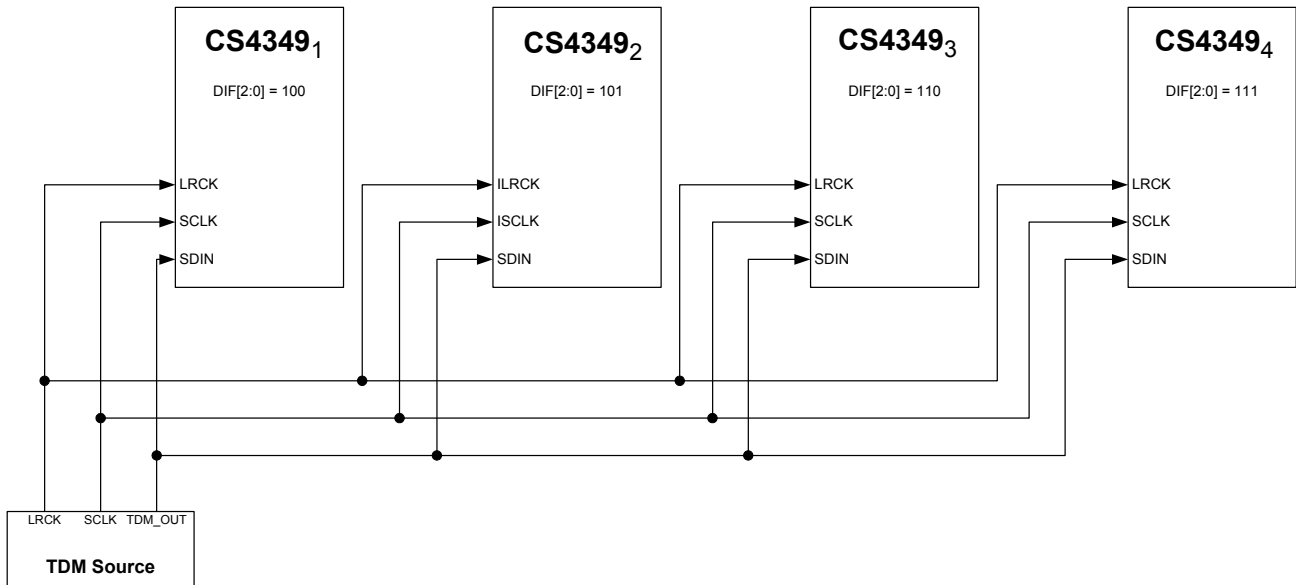 CS4349₁
DIF[2:0] = 100
LRCK
SCLK
SDIN
CS4349₂
DIF[2:0] = 101
ILRCK
ISCLK
SDIN
CS4349₃
DIF[2:0] = 110
LRCK
SCLK
SDIN
CS4349₄
DIF[2:0] = 111
LRCK
SCLK
SDIN
LRCK SCLK TDM_OUT
TDM Source